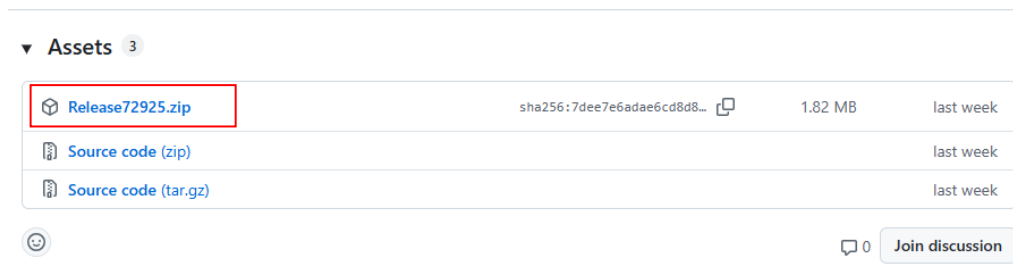 Assets 3
Release72925.zip sha256:7dee7e6adae6cd8d8… 1.82 MB last week
Source code (zip) last week
Source code (tar.gz) last week
0 Join discussion